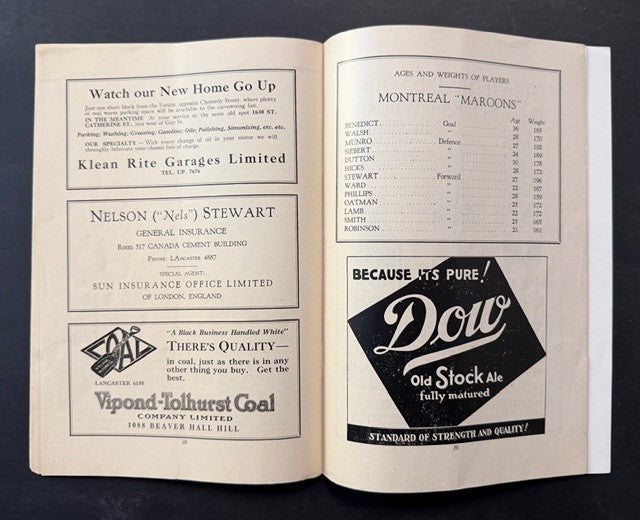 Watch our New Home Go Up
Just one short block from the Forum, opposite Chomedy Street where plenty
of real warm parking space will be available to the car-owning fan.
IN THE MEANTIME At your service at the same old spot 1630 ST.
CATHERINE ST., just west of Guy St.
Parking; Washing; Greasing; Gasoline; Oils; Polishing, Simonizing, etc. etc.
OUR SPECIALTY—With every change of oil in your motor we will
throughly lubricate your chassis free of charge.
Klean Rite Garages Limited
TEL. UP. 7676
NELSON ("Nels") STEWART
GENERAL INSURANCE
Room 517 CANADA CEMENT BUILDING
PHONE: LANCASTER 4887
SPECIAL AGENT:
SUN INSURANCE OFFICE LIMITED
OF LONDON, ENGLAND
COAL
LANCASTER 4156
"A Black Business Handled White"
THERE'S QUALITY—
in coal, just as there is in any
other thing you buy. Get the
best.
Vipond-Tolhurst Coal
COMPANY LIMITED
1088 BEAVER HALL HILL
28
AGES AND WEIGHTS OF PLAYERS
MONTREAL "MAROONS"
Age Weight
BENEDICT Goal 36 165
WALSH " 28 170
MUNRO Defence 27 192
SIEBERT " 24 189
DUTTON " 30 178
HICKS " 28 172
STEWART Forward 27 196
WARD " 22 167
PHILLIPS " 26 159
OATMAN " 25 172
LAMB " 22 172
SMITH " 25 165
ROBINSON " 21 161
BECAUSE ITS PURE!
Dow
Old Stock Ale
fully matured
STANDARD OF STRENGTH AND QUALITY!
29